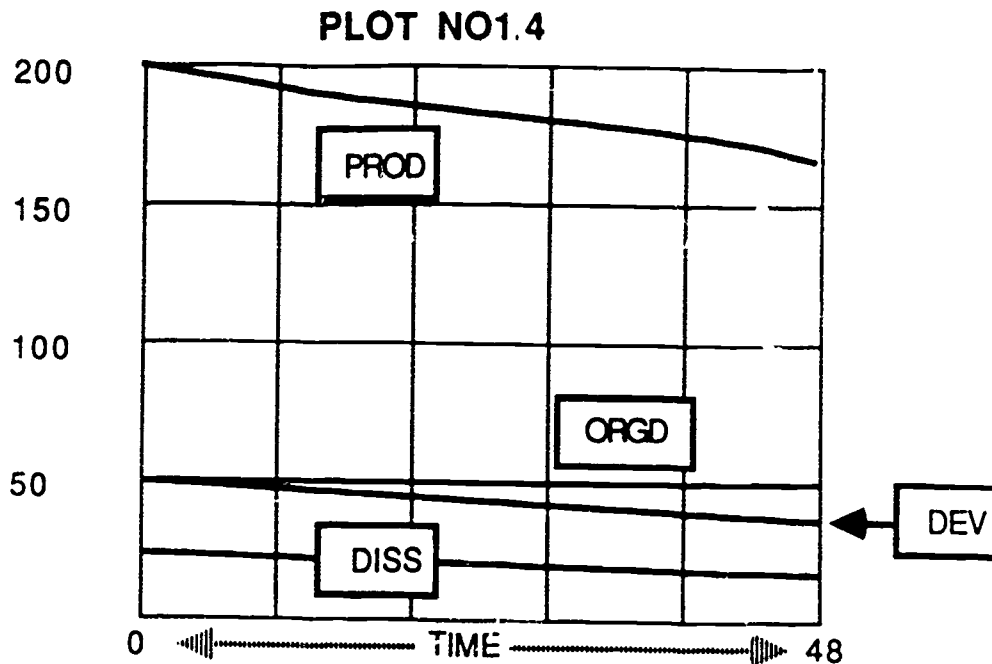 PLOT NO1.4
200
PROD
150
100
ORGD
50
DEV
DISS
0 TIME 48